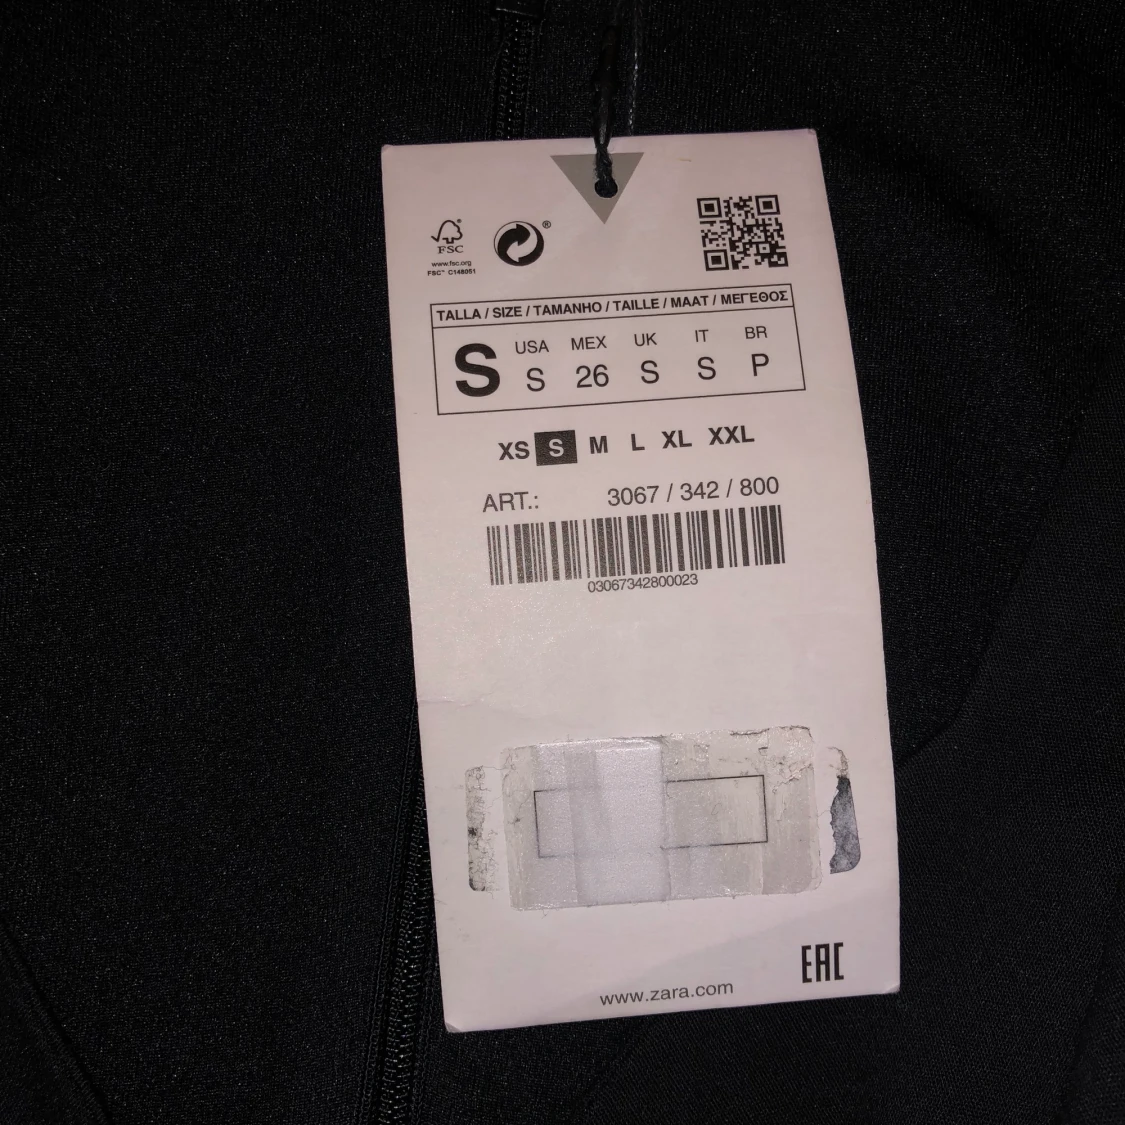 FSC ®
www.fsc.org
FSC® C148051
®
TALLA / SIZE / TAMANHO / TAILLE / MAAT / ΜΕΓΕΘΟΣ
S
USA MEX UK IT BR
S 26 S S P
XS S M L XL XXL
ART.: 3067 / 342 / 800
03067342800023
EAC
www.zara.com